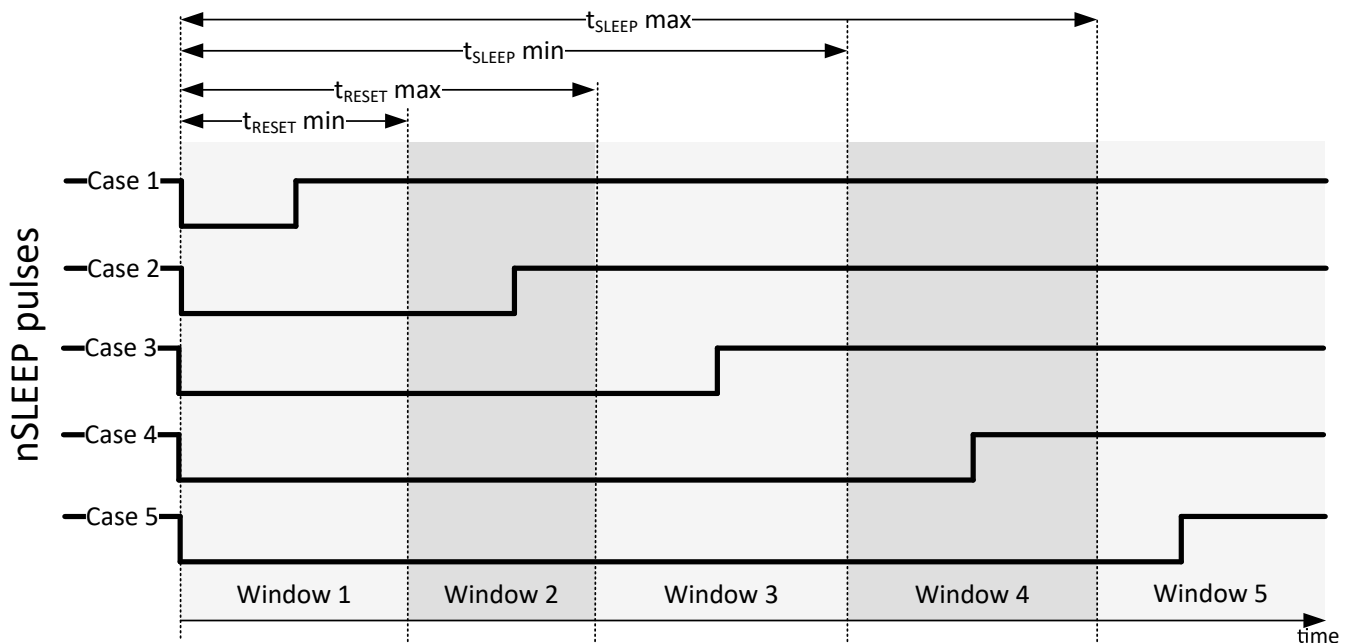 tSLEEP max
tSLEEP min
tRESET max
tRESET min
nSLEEP pulses
Case 1
Case 2
Case 3
Case 4
Case 5
Window 1 Window 2 Window 3 Window 4 Window 5
time